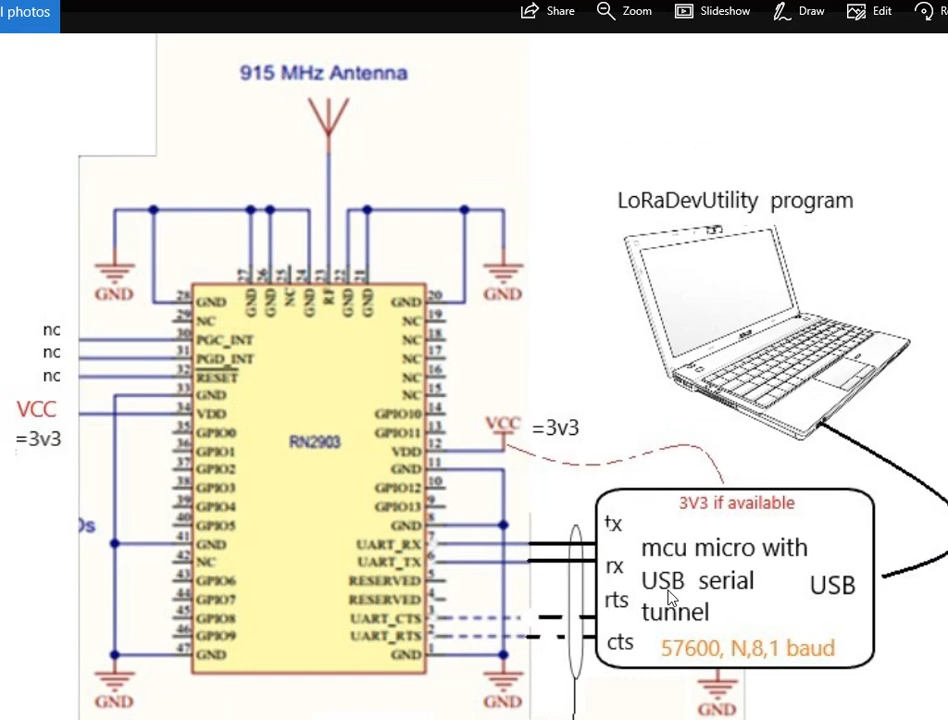 l photos
Share
Zoom
Slideshow
Draw
Edit
915 MHz Antenna
LoRaDevUtility program
GND
GND
27
26
25
24
23
22
21
GND
GND
NC
GND
RF
GND
GND
28 GND
29 NC
30 PGC_INT
31 PGD_INT
32 RESET
33 GND
34 VDD
35 GPIO0
36 GPIO1
37 GPIO2
38 GPIO3
39 GPIO4
40 GPIO5
41 GND
42 NC
43 GPIO6
44 GPIO7
45 GPIO8
46 GPIO9
47 GND
nc
nc
nc
VCC
=3v3
RN2903
GND 20
NC 19
NC 18
NC 17
NC 16
NC 15
GPIO10 14
GPIO11 13
VDD 12
GND 11
GPIO12 10
GPIO13 9
GND 8
UART_RX 7
UART_TX 6
RESERVED 5
RESERVED 4
UART_CTS 3
UART_RTS 2
GND 1
VCC =3v3
3V3 if available
tx
rx
rts
cts
mcu micro with
USB serial
tunnel
USB
57600, N,8,1 baud
GND
GND
GND